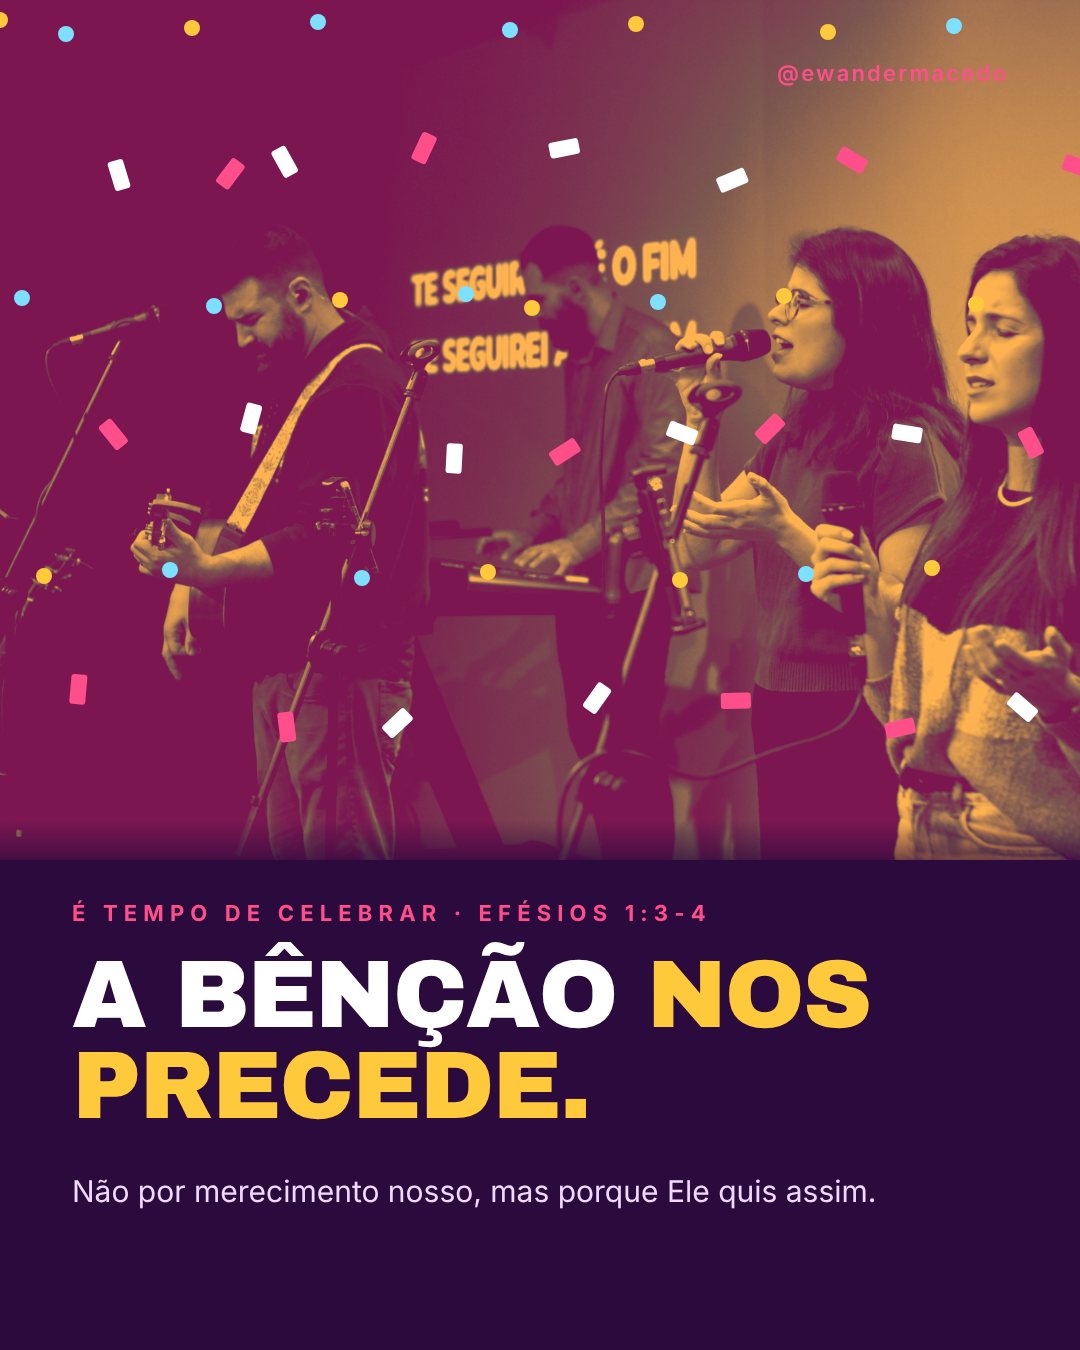 @ewandermacedo
TE SEGUIR É O FIM
SEGUIREI
É TEMPO DE CELEBRAR · EFÉSIOS 1:3-4
A BÊNÇÃO NOS
PRECEDE.
Não por merecimento nosso, mas porque Ele quis assim.